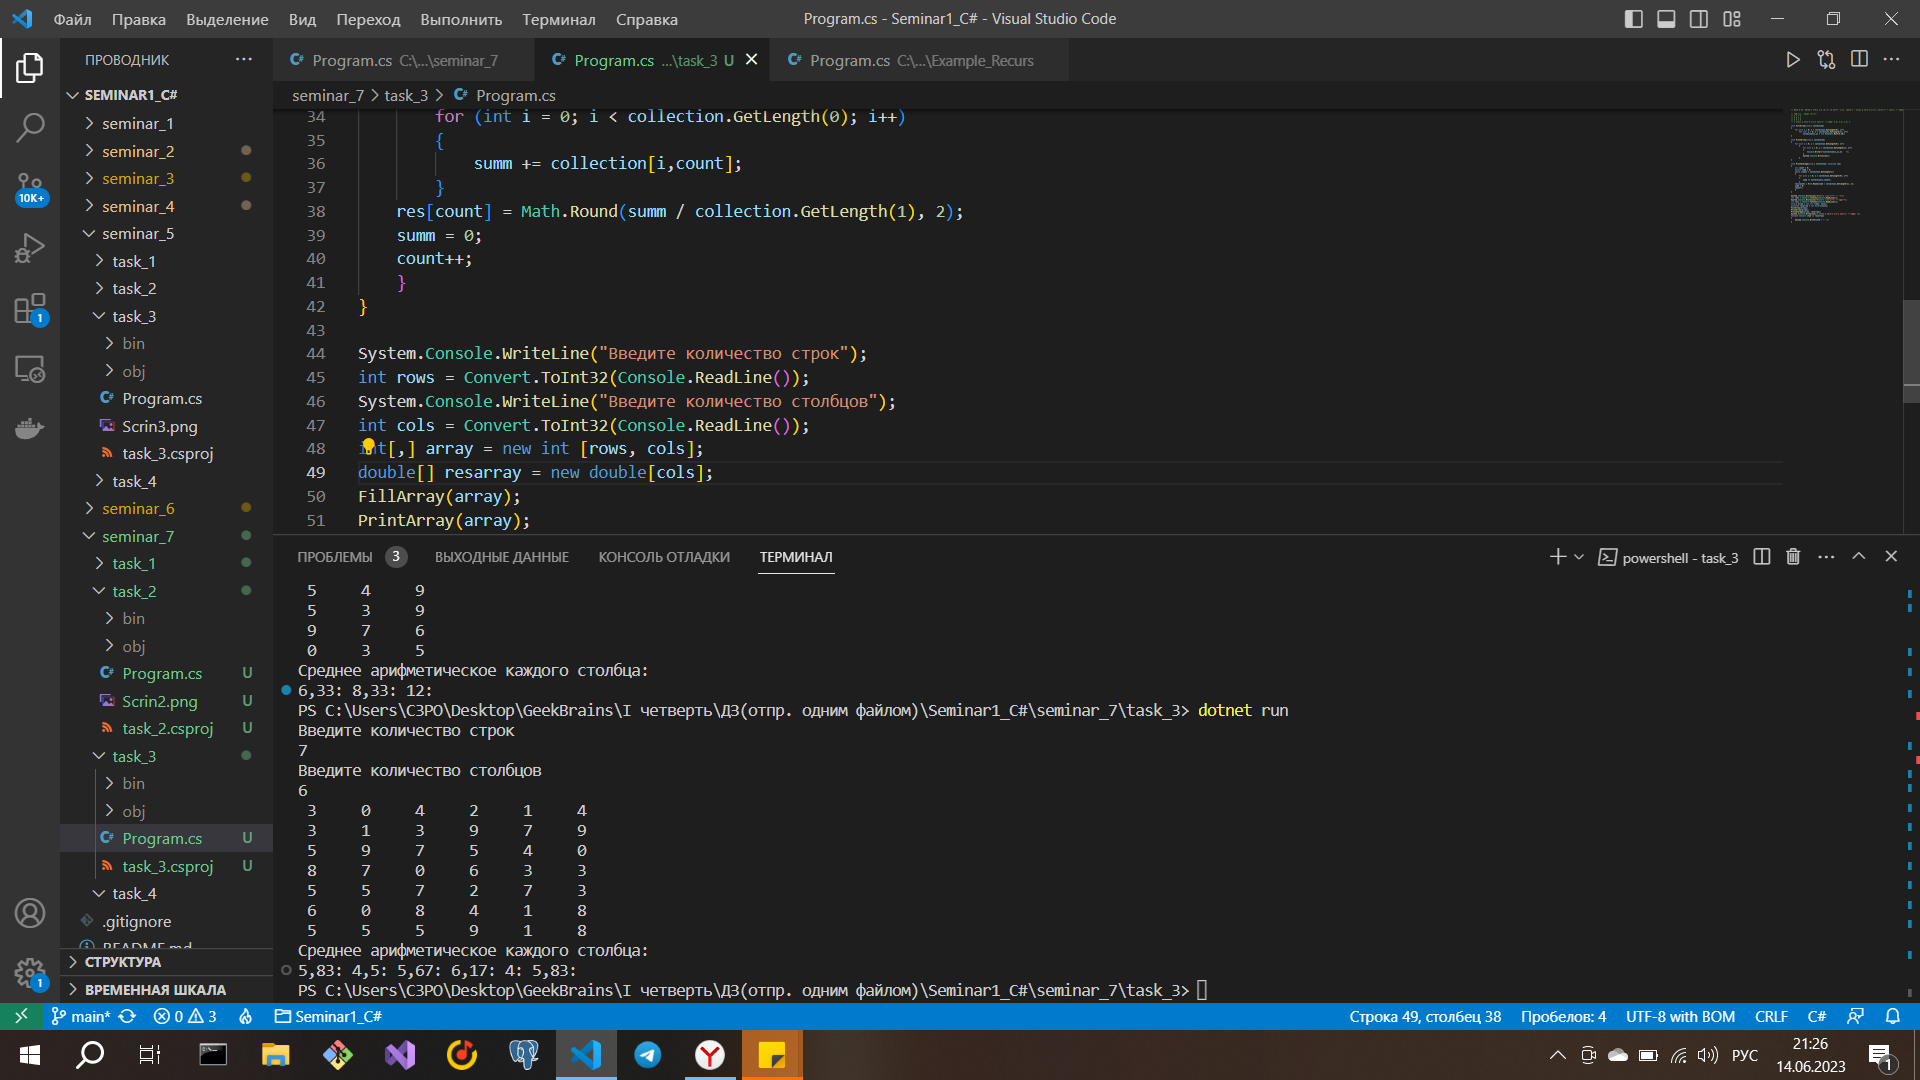 Файл Правка Выделение Вид Переход Выполнить Терминал Справка
Program.cs - Seminar1_C# - Visual Studio Code
ПРОВОДНИК
Program.cs C:\...\seminar_7
Program.cs ...\task_3 U
Program.cs C:\...\Example_Recurs
SEMINAR1_C#
seminar_1
seminar_2
seminar_3
seminar_4
seminar_5
task_1
task_2
task_3
bin
obj
Program.cs
Scrin3.png
task_3.csproj
task_4
seminar_6
seminar_7
task_1
task_2
bin
obj
Program.cs U
Scrin2.png U
task_2.csproj U
task_3
bin
obj
Program.cs U
task_3.csproj U
task_4
.gitignore
README.md
СТРУКТУРА
ВРЕМЕННАЯ ШКАЛА
10K+
1
1
seminar_7 > task_3 > Program.cs
34 for (int i = 0; i < collection.GetLength(0); i++)
35 {
36 summ += collection[i,count];
37 }
38 res[count] = Math.Round(summ / collection.GetLength(1), 2);
39 summ = 0;
40 count++;
41 }
42 }
43
44 System.Console.WriteLine("Введите количество строк");
45 int rows = Convert.ToInt32(Console.ReadLine());
46 System.Console.WriteLine("Введите количество столбцов");
47 int cols = Convert.ToInt32(Console.ReadLine());
48 int[,] array = new int [rows, cols];
49 double[] resarray = new double[cols];
50 FillArray(array);
51 PrintArray(array);
ПРОБЛЕМЫ 3 ВЫХОДНЫЕ ДАННЫЕ КОНСОЛЬ ОТЛАДКИ ТЕРМИНАЛ
powershell - task_3
5 4 9
5 3 9
9 7 6
0 3 5
Среднее арифметическое каждого столбца:
6,33: 8,33: 12:
PS C:\Users\C3PO\Desktop\GeekBrains\I четверть\ДЗ(отпр. одним файлом)\Seminar1_C#\seminar_7\task_3> dotnet run
Введите количество строк
7
Введите количество столбцов
6
3 0 4 2 1 4
3 1 3 9 7 9
5 9 7 5 4 0
8 7 0 6 3 3
5 5 7 2 7 3
6 0 8 4 1 8
5 5 5 9 1 8
Среднее арифметическое каждого столбца:
5,83: 4,5: 5,67: 6,17: 4: 5,83:
PS C:\Users\C3PO\Desktop\GeekBrains\I четверть\ДЗ(отпр. одним файлом)\Seminar1_C#\seminar_7\task_3>
main* 0 3 Seminar1_C#
Строка 49, столбец 38 Пробелов: 4 UTF-8 with BOM CRLF C#
РУС
21:26
14.06.2023
1